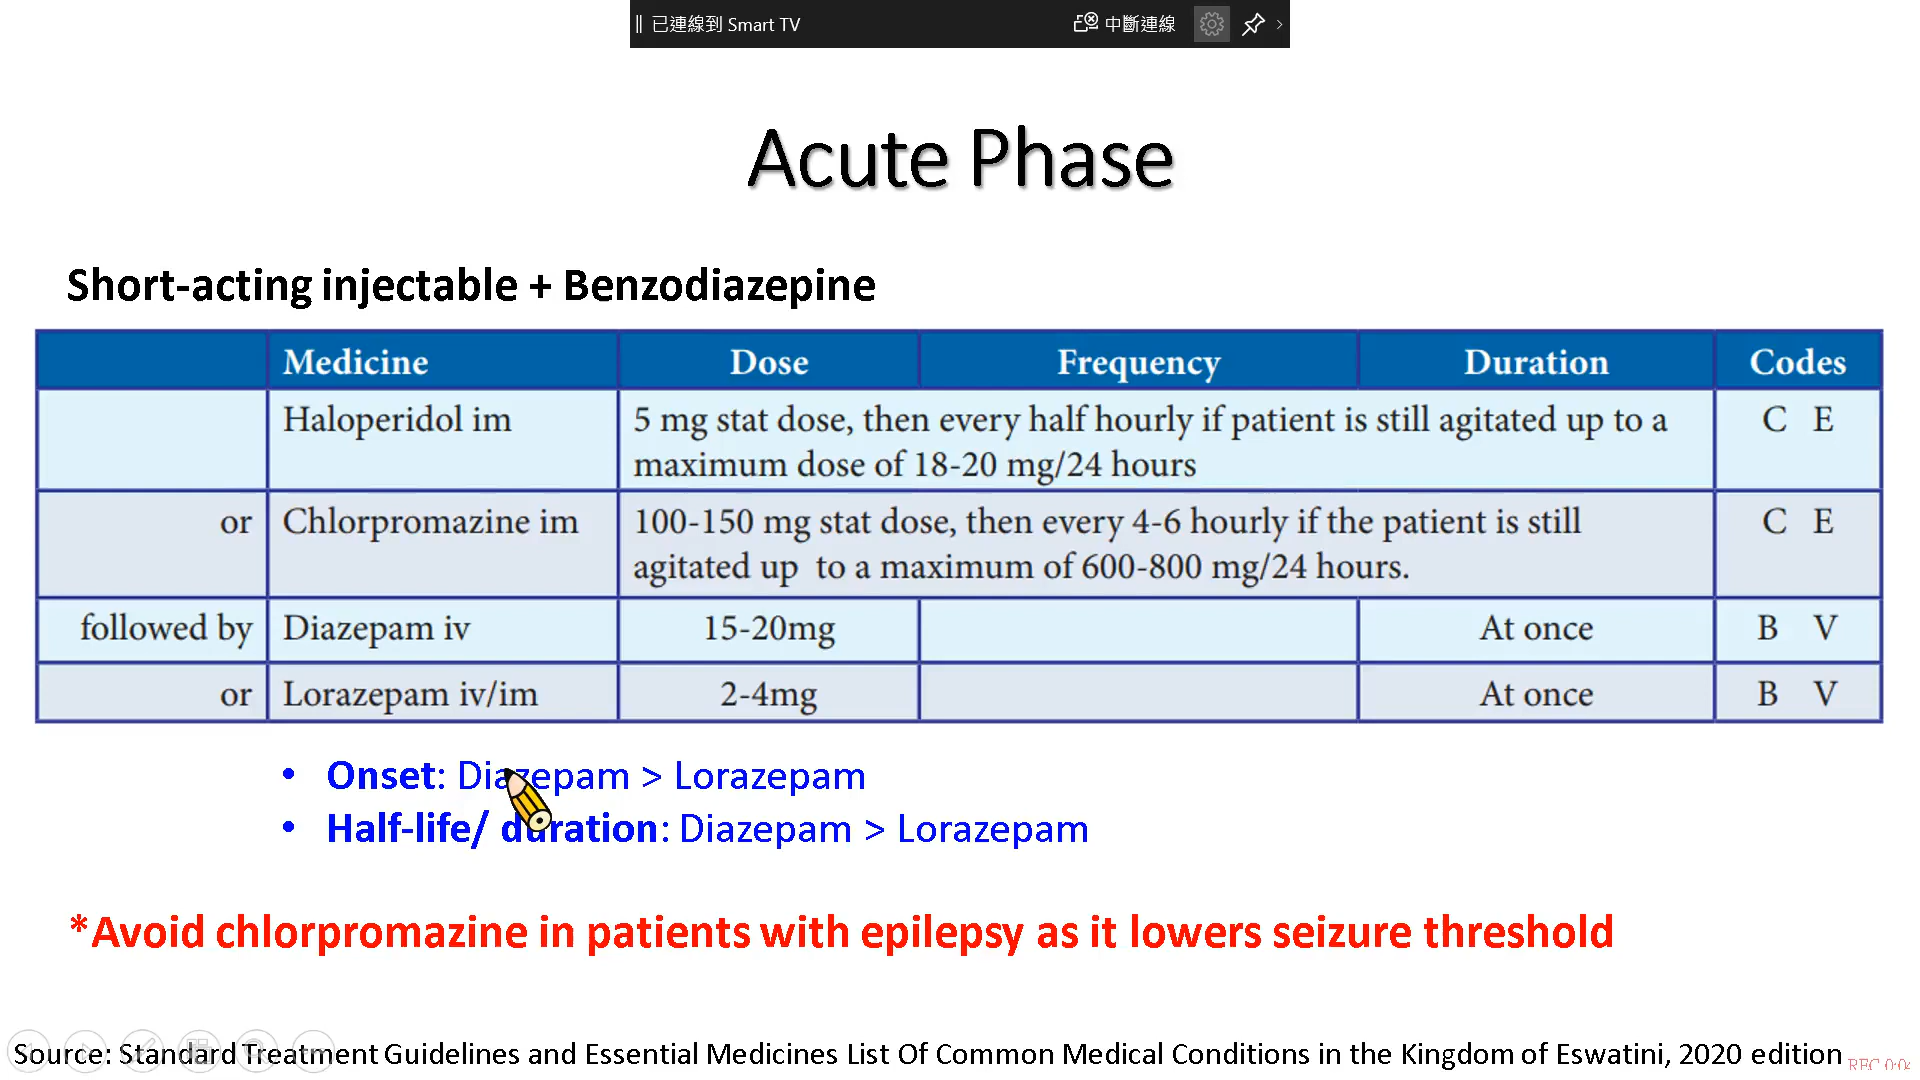 已連線到 Smart TV
中斷連線
Acute Phase
Short-acting injectable + Benzodiazepine
Medicine Dose Frequency Duration Codes
Haloperidol im 5 mg stat dose, then every half hourly if patient is still agitated up to a C E
maximum dose of 18-20 mg/24 hours
or Chlorpromazine im 100-150 mg stat dose, then every 4-6 hourly if the patient is still C E
agitated up to a maximum of 600-800 mg/24 hours.
followed by Diazepam iv 15-20mg At once B V
or Lorazepam iv/im 2-4mg At once B V
• Onset: Diazepam > Lorazepam
• Half-life/ duration: Diazepam > Lorazepam
*Avoid chlorpromazine in patients with epilepsy as it lowers seizure threshold
Source: Standard Treatment Guidelines and Essential Medicines List Of Common Medical Conditions in the Kingdom of Eswatini, 2020 edition